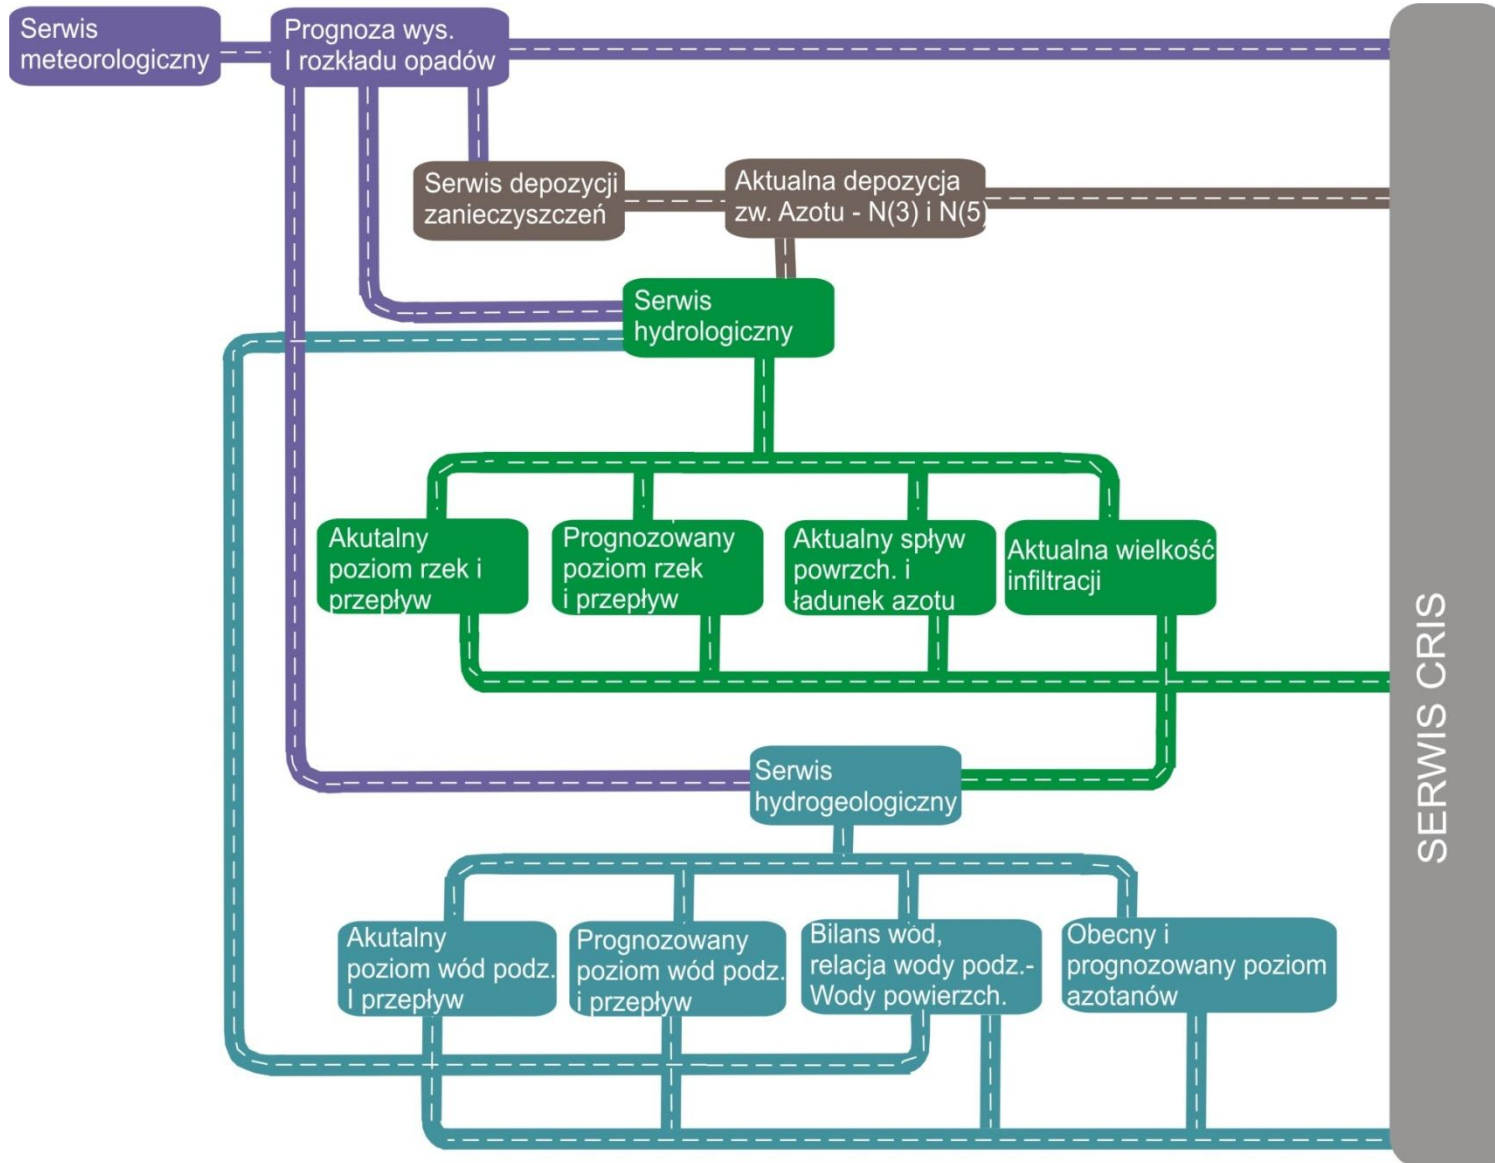 Serwis
meteorologiczny
Prognoza wys.
I rozkładu opadów
Serwis depozycji
zanieczyszczeń
Aktualna depozycja
zw. Azotu - N(3) i N(5)
Serwis
hydrologiczny
Akutalny
poziom rzek i
przepływ
Prognozowany
poziom rzek
i przepływ
Aktualny spływ
powrzch. i
ładunek azotu
Aktualna wielkość
infiltracji
SERWIS CRIS
Serwis
hydrogeologiczny
Akutalny
poziom wód podz.
I przepływ
Prognozowany
poziom wód podz.
i przepływ
Bilans wód,
relacja wody podz.-
Wody powierzch.
Obecny i
prognozowany poziom
azotanów